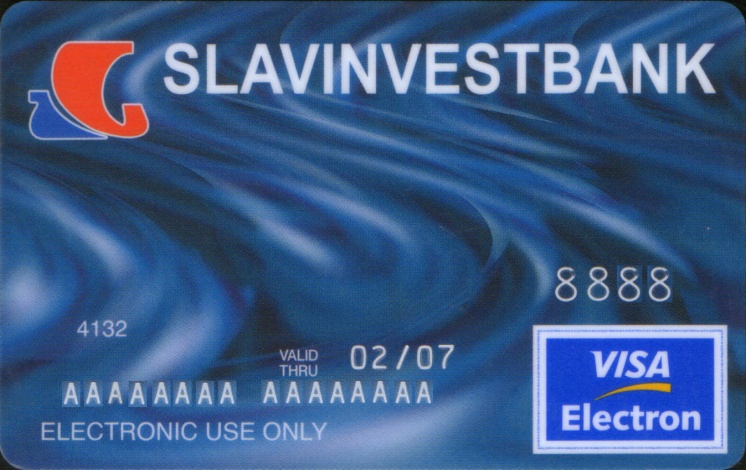 SLAVINVESTBANK
8888
4132
VALID THRU 02/07
AAAAAAAA AAAAAAAA
ELECTRONIC USE ONLY
VISA
Electron